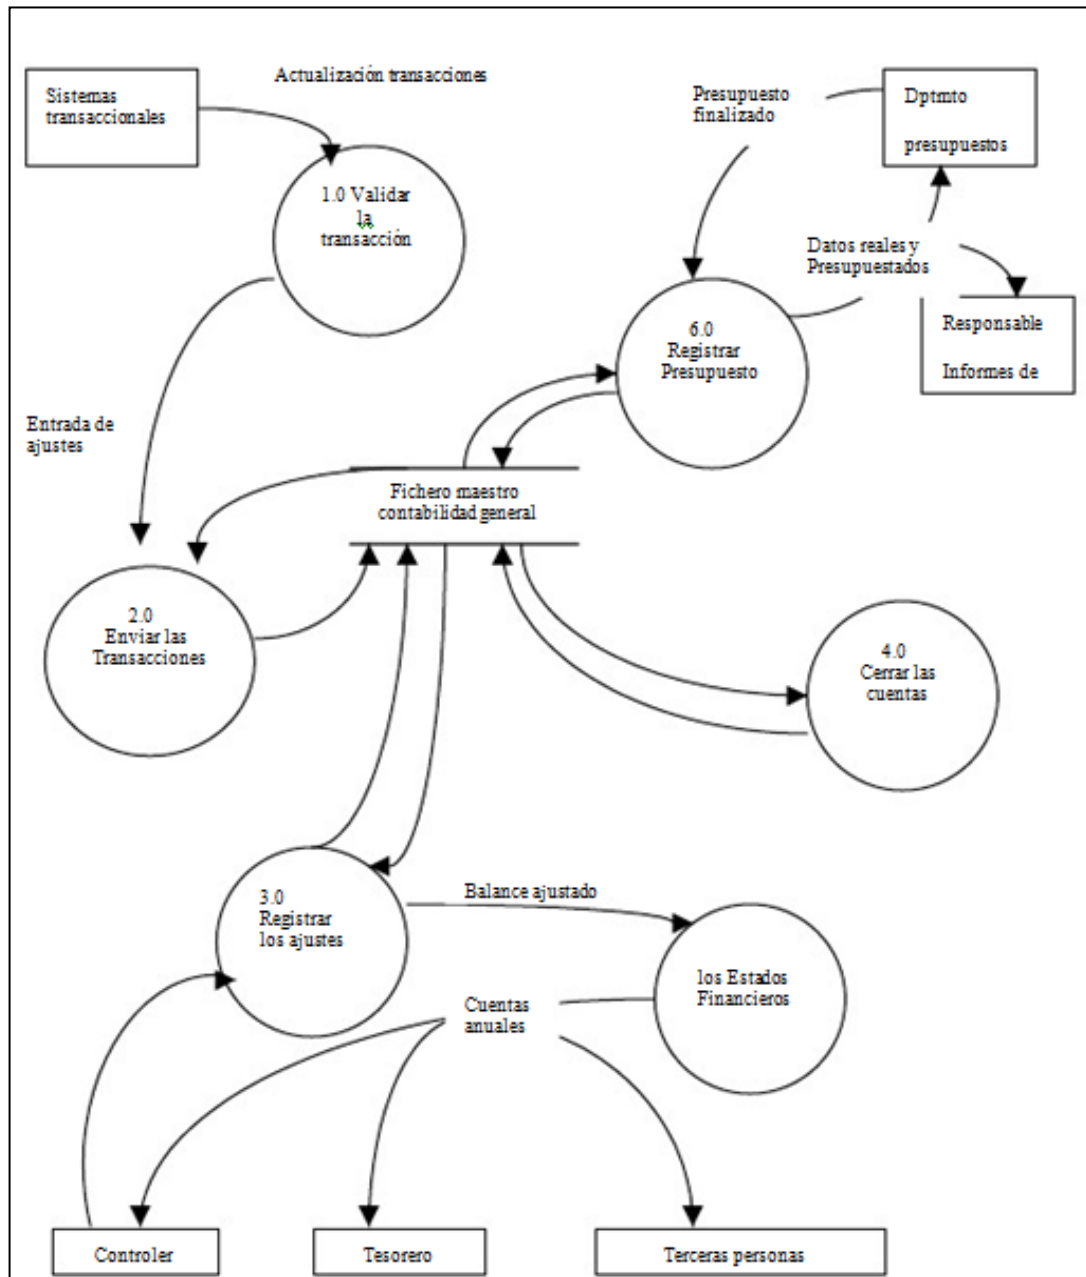 Actualización transacciones
Sistemas
transaccionales
Presupuesto
finalizado
Dptmto
presupuestos
1.0 Validar
la
transacción
Datos reales y
Presupuestados
Responsable
Informes de
6.0
Registrar
Presupuesto
Entrada de
ajustes
Fichero maestro
contabilidad general
2.0
Enviar las
Transacciones
4.0
Cerrar las
cuentas
3.0
Registrar
los ajustes
Balance ajustado
los Estados
Financieros
Cuentas
anuales
Controler
Tesorero
Terceras personas